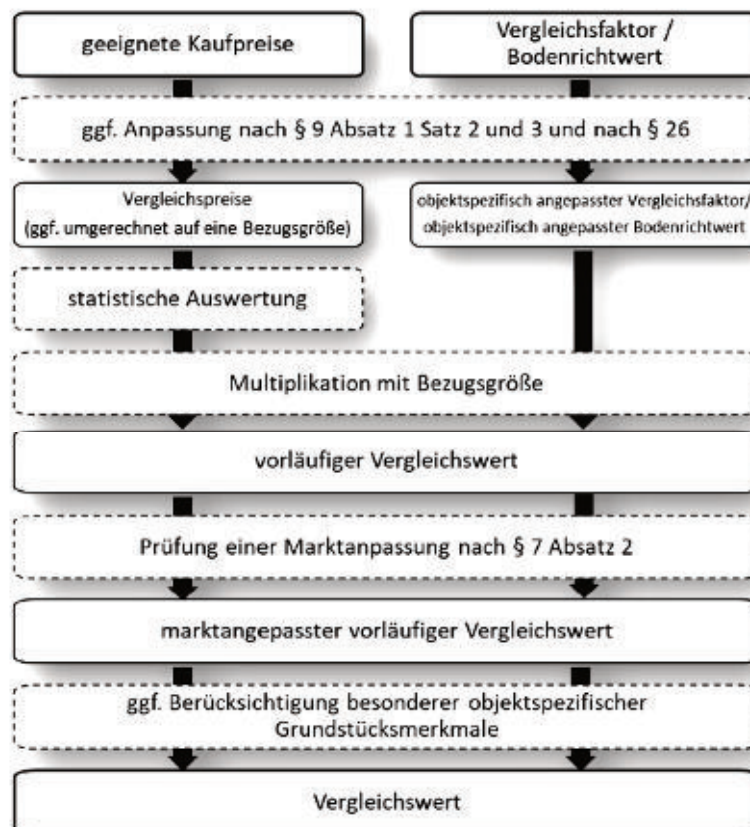 geeignete Kaufpreise
Vergleichsfaktor /
Bodenrichtwert
ggf. Anpassung nach § 9 Absatz 1 Satz 2 und 3 und nach § 26
Vergleichspreise
(ggf. umgerechnet auf eine Bezugsgröße)
objektspezifisch angepasster Vergleichsfaktor/
objektspezifisch angepasster Bodenrichtwert
statistische Auswertung
Multiplikation mit Bezugsgröße
vorläufiger Vergleichswert
Prüfung einer Marktanpassung nach § 7 Absatz 2
marktangepasster vorläufiger Vergleichswert
ggf. Berücksichtigung besonderer objektspezifischer
Grundstücksmerkmale
Vergleichswert